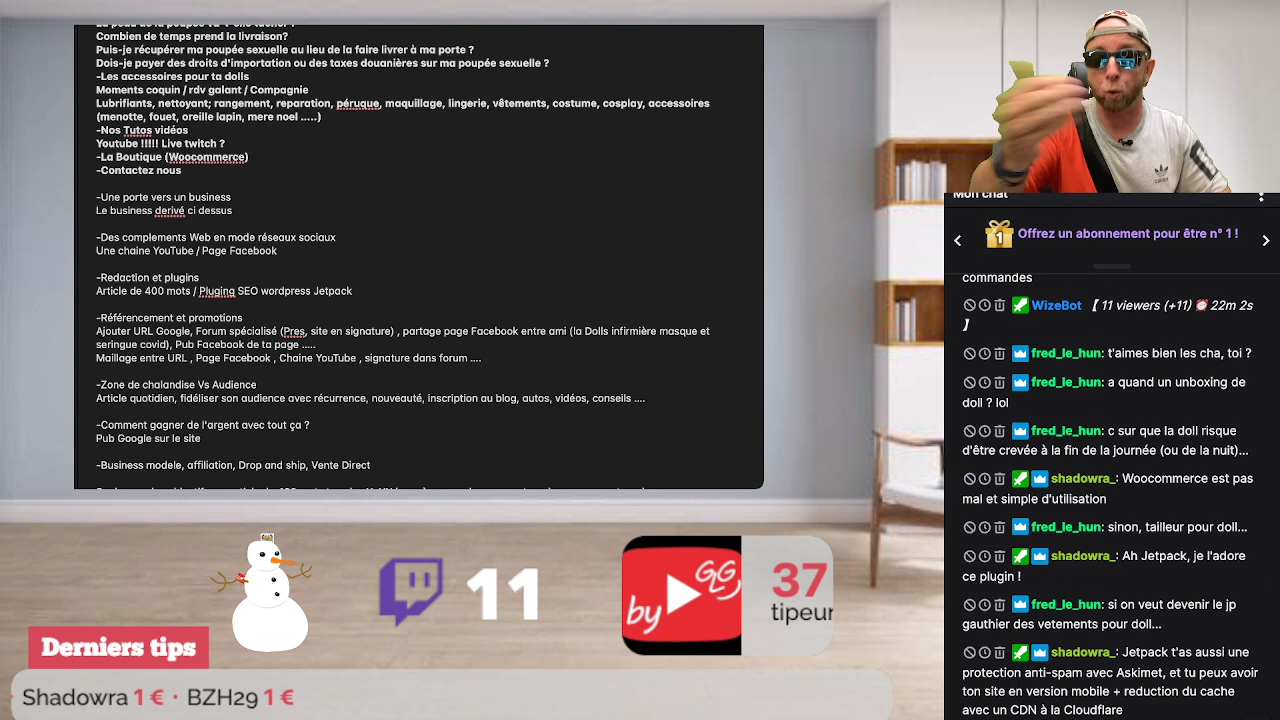 Combien de temps prend la livraison?
Puis-je récupérer ma poupée sexuelle au lieu de la faire livrer à ma porte ?
Dois-je payer des droits d'importation ou des taxes douanières sur ma poupée sexuelle ?
-Les accessoires pour ta dolls
Moments coquin / rdv galant / Compagnie
Lubrifiants, nettoyant; rangement, reparation, péruque, maquillage, lingerie, vêtements, costume, cosplay, accessoires
(menotte, fouet, oreille lapin, mere noel .....)
-Nos Tutos vidéos
Youtube !!!!! Live twitch ?
-La Boutique (Woocommerce)
-Contactez nous
-Une porte vers un business
Le business derivé ci dessus
-Des complements Web en mode réseaux sociaux
Une chaine YouTube / Page Facebook
-Redaction et plugins
Article de 400 mots / Pluging SEO wordpress Jetpack
-Référencement et promotions
Ajouter URL Google, Forum spécialisé (Pres, site en signature) , partage page Facebook entre ami (la Dolls infirmière masque et
seringue covid), Pub Facebook de ta page .....
Maillage entre URL , Page Facebook , Chaine YouTube , signature dans forum ....
-Zone de chalandise Vs Audience
Article quotidien, fidéliser son audience avec récurrence, nouveauté, inscription au blog, autos, vidéos, conseils ....
-Comment gagner de l'argent avec tout ça ?
Pub Google sur le site
-Business modele, affiliation, Drop and ship, Vente Direct
Mon chat
1 Offrez un abonnement pour être n° 1 !
commandes
WizeBot 【 11 viewers (+11) ⏰ 22m 2s
】
fred_le_hun: t'aimes bien les cha, toi ?
fred_le_hun: a quand un unboxing de
doll ? lol
fred_le_hun: c sur que la doll risque
d'être crevée à la fin de la journée (ou de la nuit)...
shadowra_: Woocommerce est pas
mal et simple d'utilisation
fred_le_hun: sinon, tailleur pour doll...
shadowra_: Ah Jetpack, je l'adore
ce plugin !
fred_le_hun: si on veut devenir le jp
gauthier des vetements pour doll...
shadowra_: Jetpack t'as aussi une
protection anti-spam avec Askimet, et tu peux avoir
ton site en version mobile + reduction du cache
avec un CDN à la Cloudflare
adidas
11
by GG
37
tipeur
Derniers tips
Shadowra 1 € · BZH29 1 €